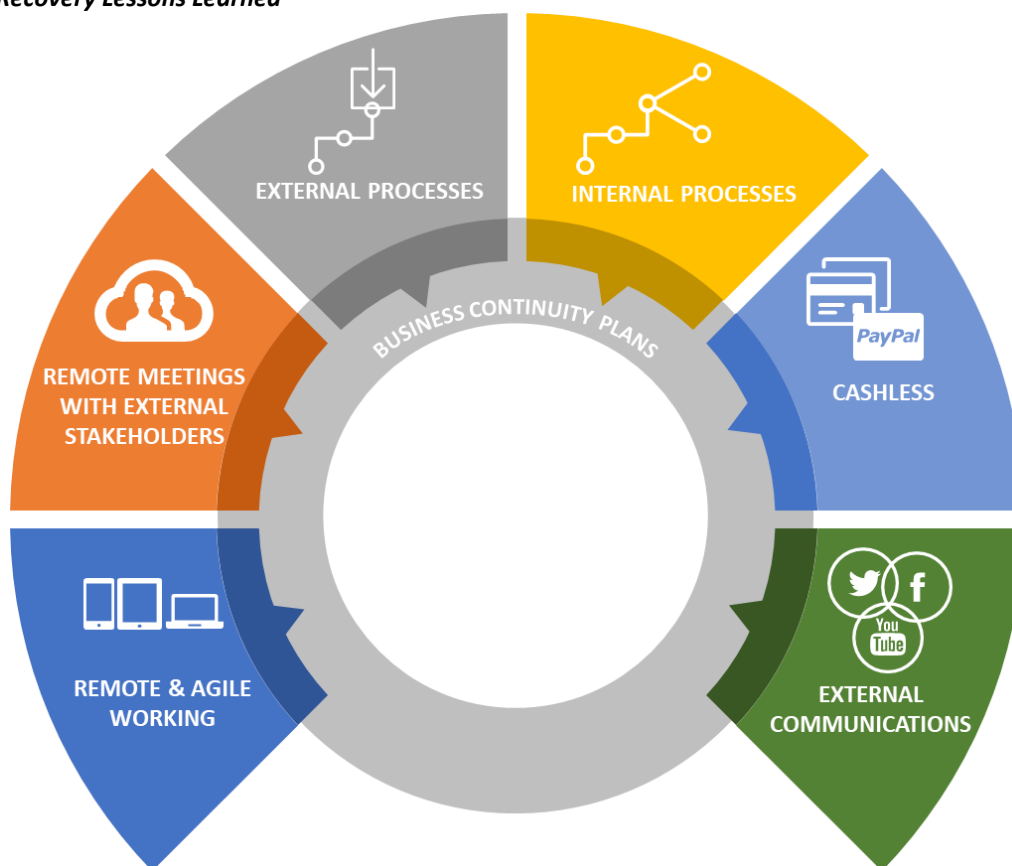 Recovery Lessons Learned
EXTERNAL PROCESSES
INTERNAL PROCESSES
BUSINESS CONTINUITY PLANS
PayPal
CASHLESS
REMOTE MEETINGS
WITH EXTERNAL
STAKEHOLDERS
You
Tube
REMOTE & AGILE
WORKING
EXTERNAL
COMMUNICATIONS